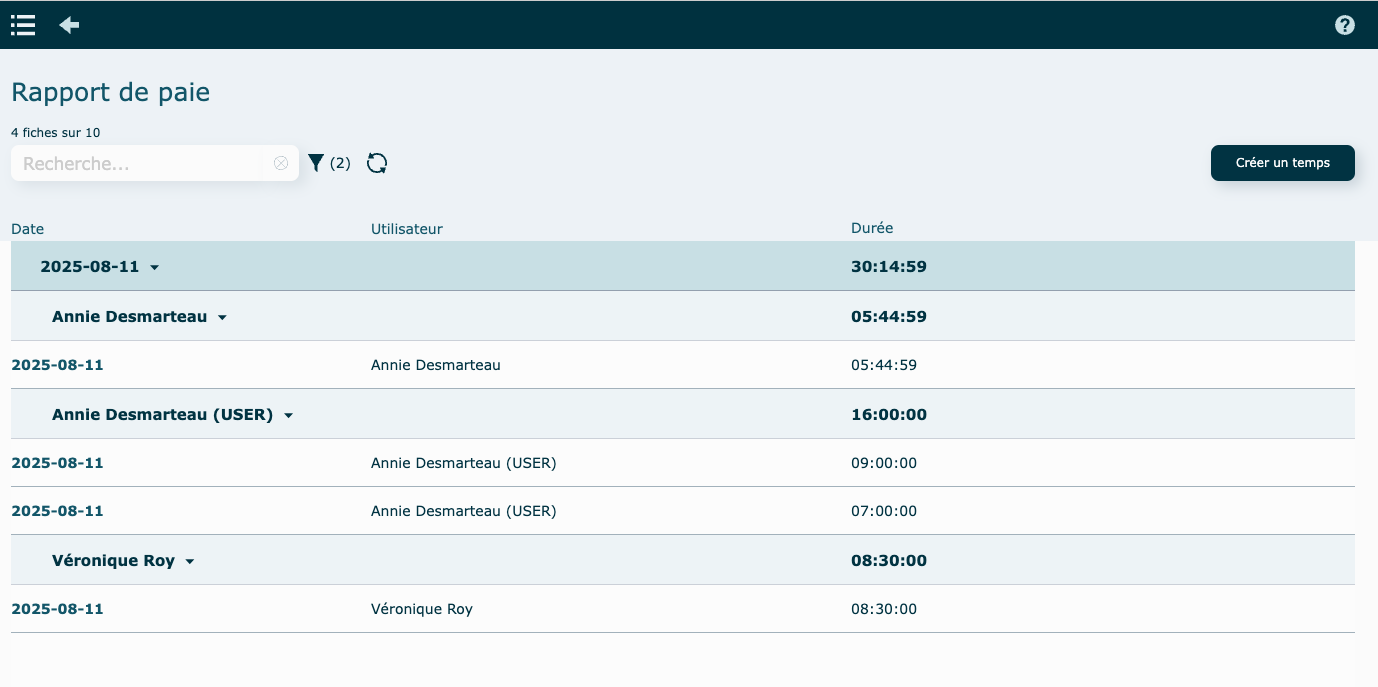 Rapport de paie
4 fiches sur 10
Recherche...
(2)
Créer un temps
Date Utilisateur Durée
2025-08-11 30:14:59
Annie Desmarteau 05:44:59
2025-08-11 Annie Desmarteau 05:44:59
Annie Desmarteau (USER) 16:00:00
2025-08-11 Annie Desmarteau (USER) 09:00:00
2025-08-11 Annie Desmarteau (USER) 07:00:00
Véronique Roy 08:30:00
2025-08-11 Véronique Roy 08:30:00